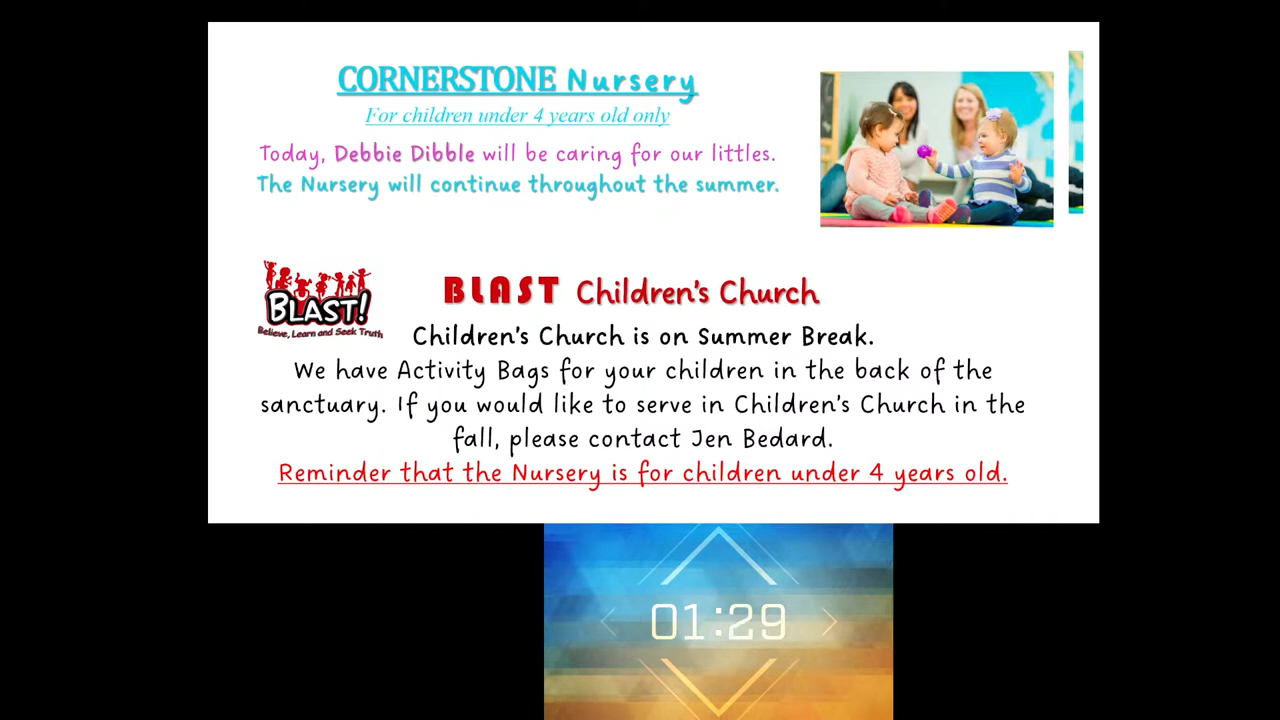 CORNERSTONE Nursery
For children under 4 years old only
Today, Debbie Dibble will be caring for our littles.
The Nursery will continue throughout the summer.
BLAST!
Believe, Learn and Seek Truth
BLAST Children's Church
Children's Church is on Summer Break.
We have Activity Bags for your children in the back of the
sanctuary. If you would like to serve in Children's Church in the
fall, please contact Jen Bedard.
Reminder that the Nursery is for children under 4 years old.
01:29